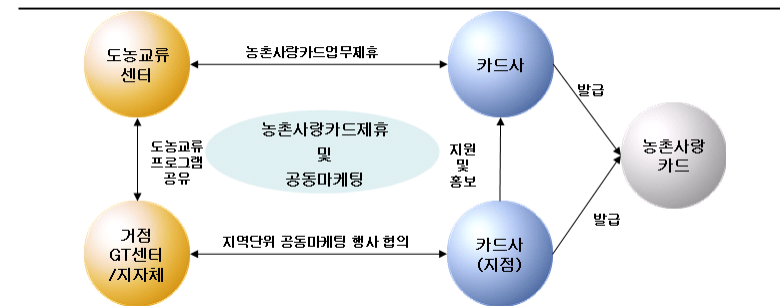 도농교류
센터
농촌사랑카드업무제휴
카드사
발급
농촌사랑카드제휴
및
공동마케팅
도농교류
프로그램
공유
지원
및
홍보
농촌사랑
카드
발급
거점
GT센터
/지자체
지역단위 공동마케팅 행사 협의
카드사
(지점)